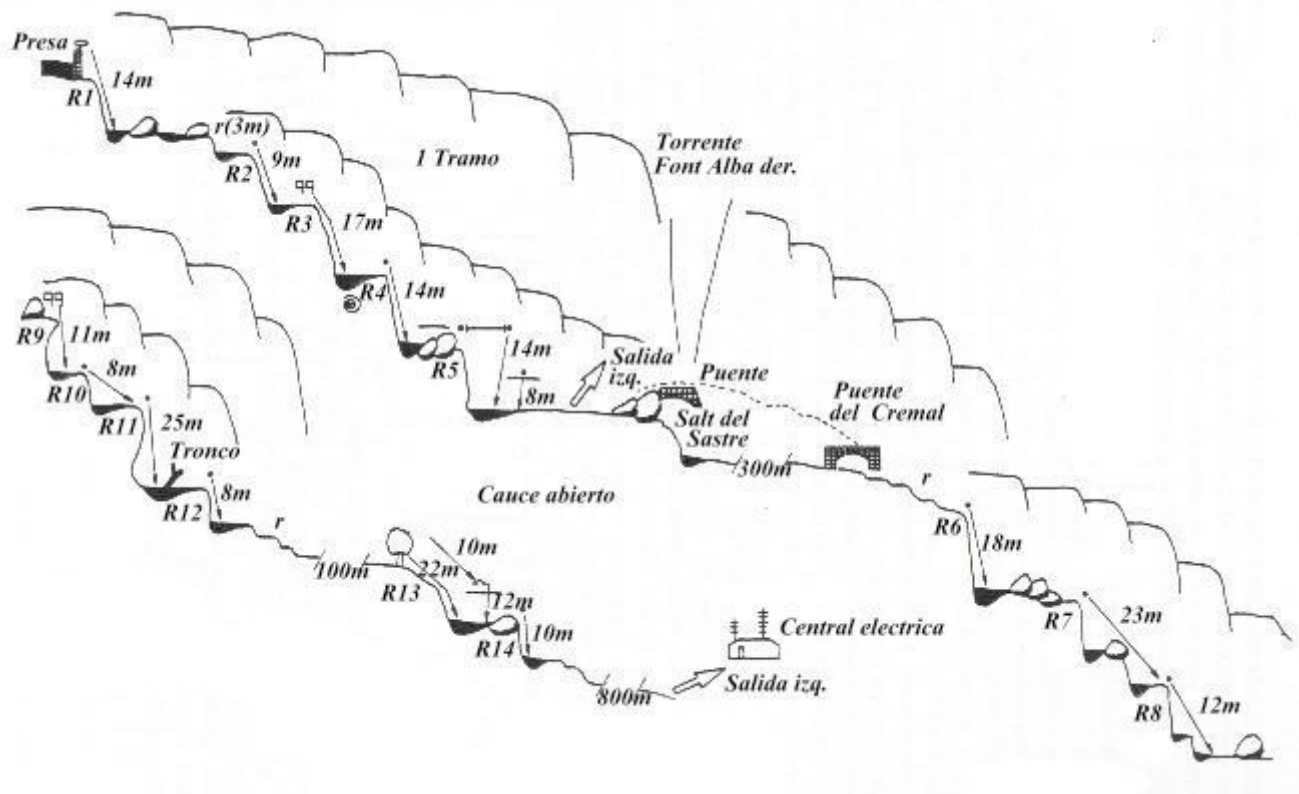 Presa
14m
R1
r(3m)
R2
9m
R3
1 Tramo
17m
R4
14m
R5
14m
8m
Salida
izq.
Torrente
Font Alba der.
Puente
Salt del
Sastre
Puente
del Cremal
300m
r
R6
18m
R7
23m
R8
12m
R9
11m
R10
8m
R11
25m
Tronco
R12
8m
r
Cauce abierto
100m
R13
22m
10m
12m
R14
10m
800m
Salida izq.
Central electrica